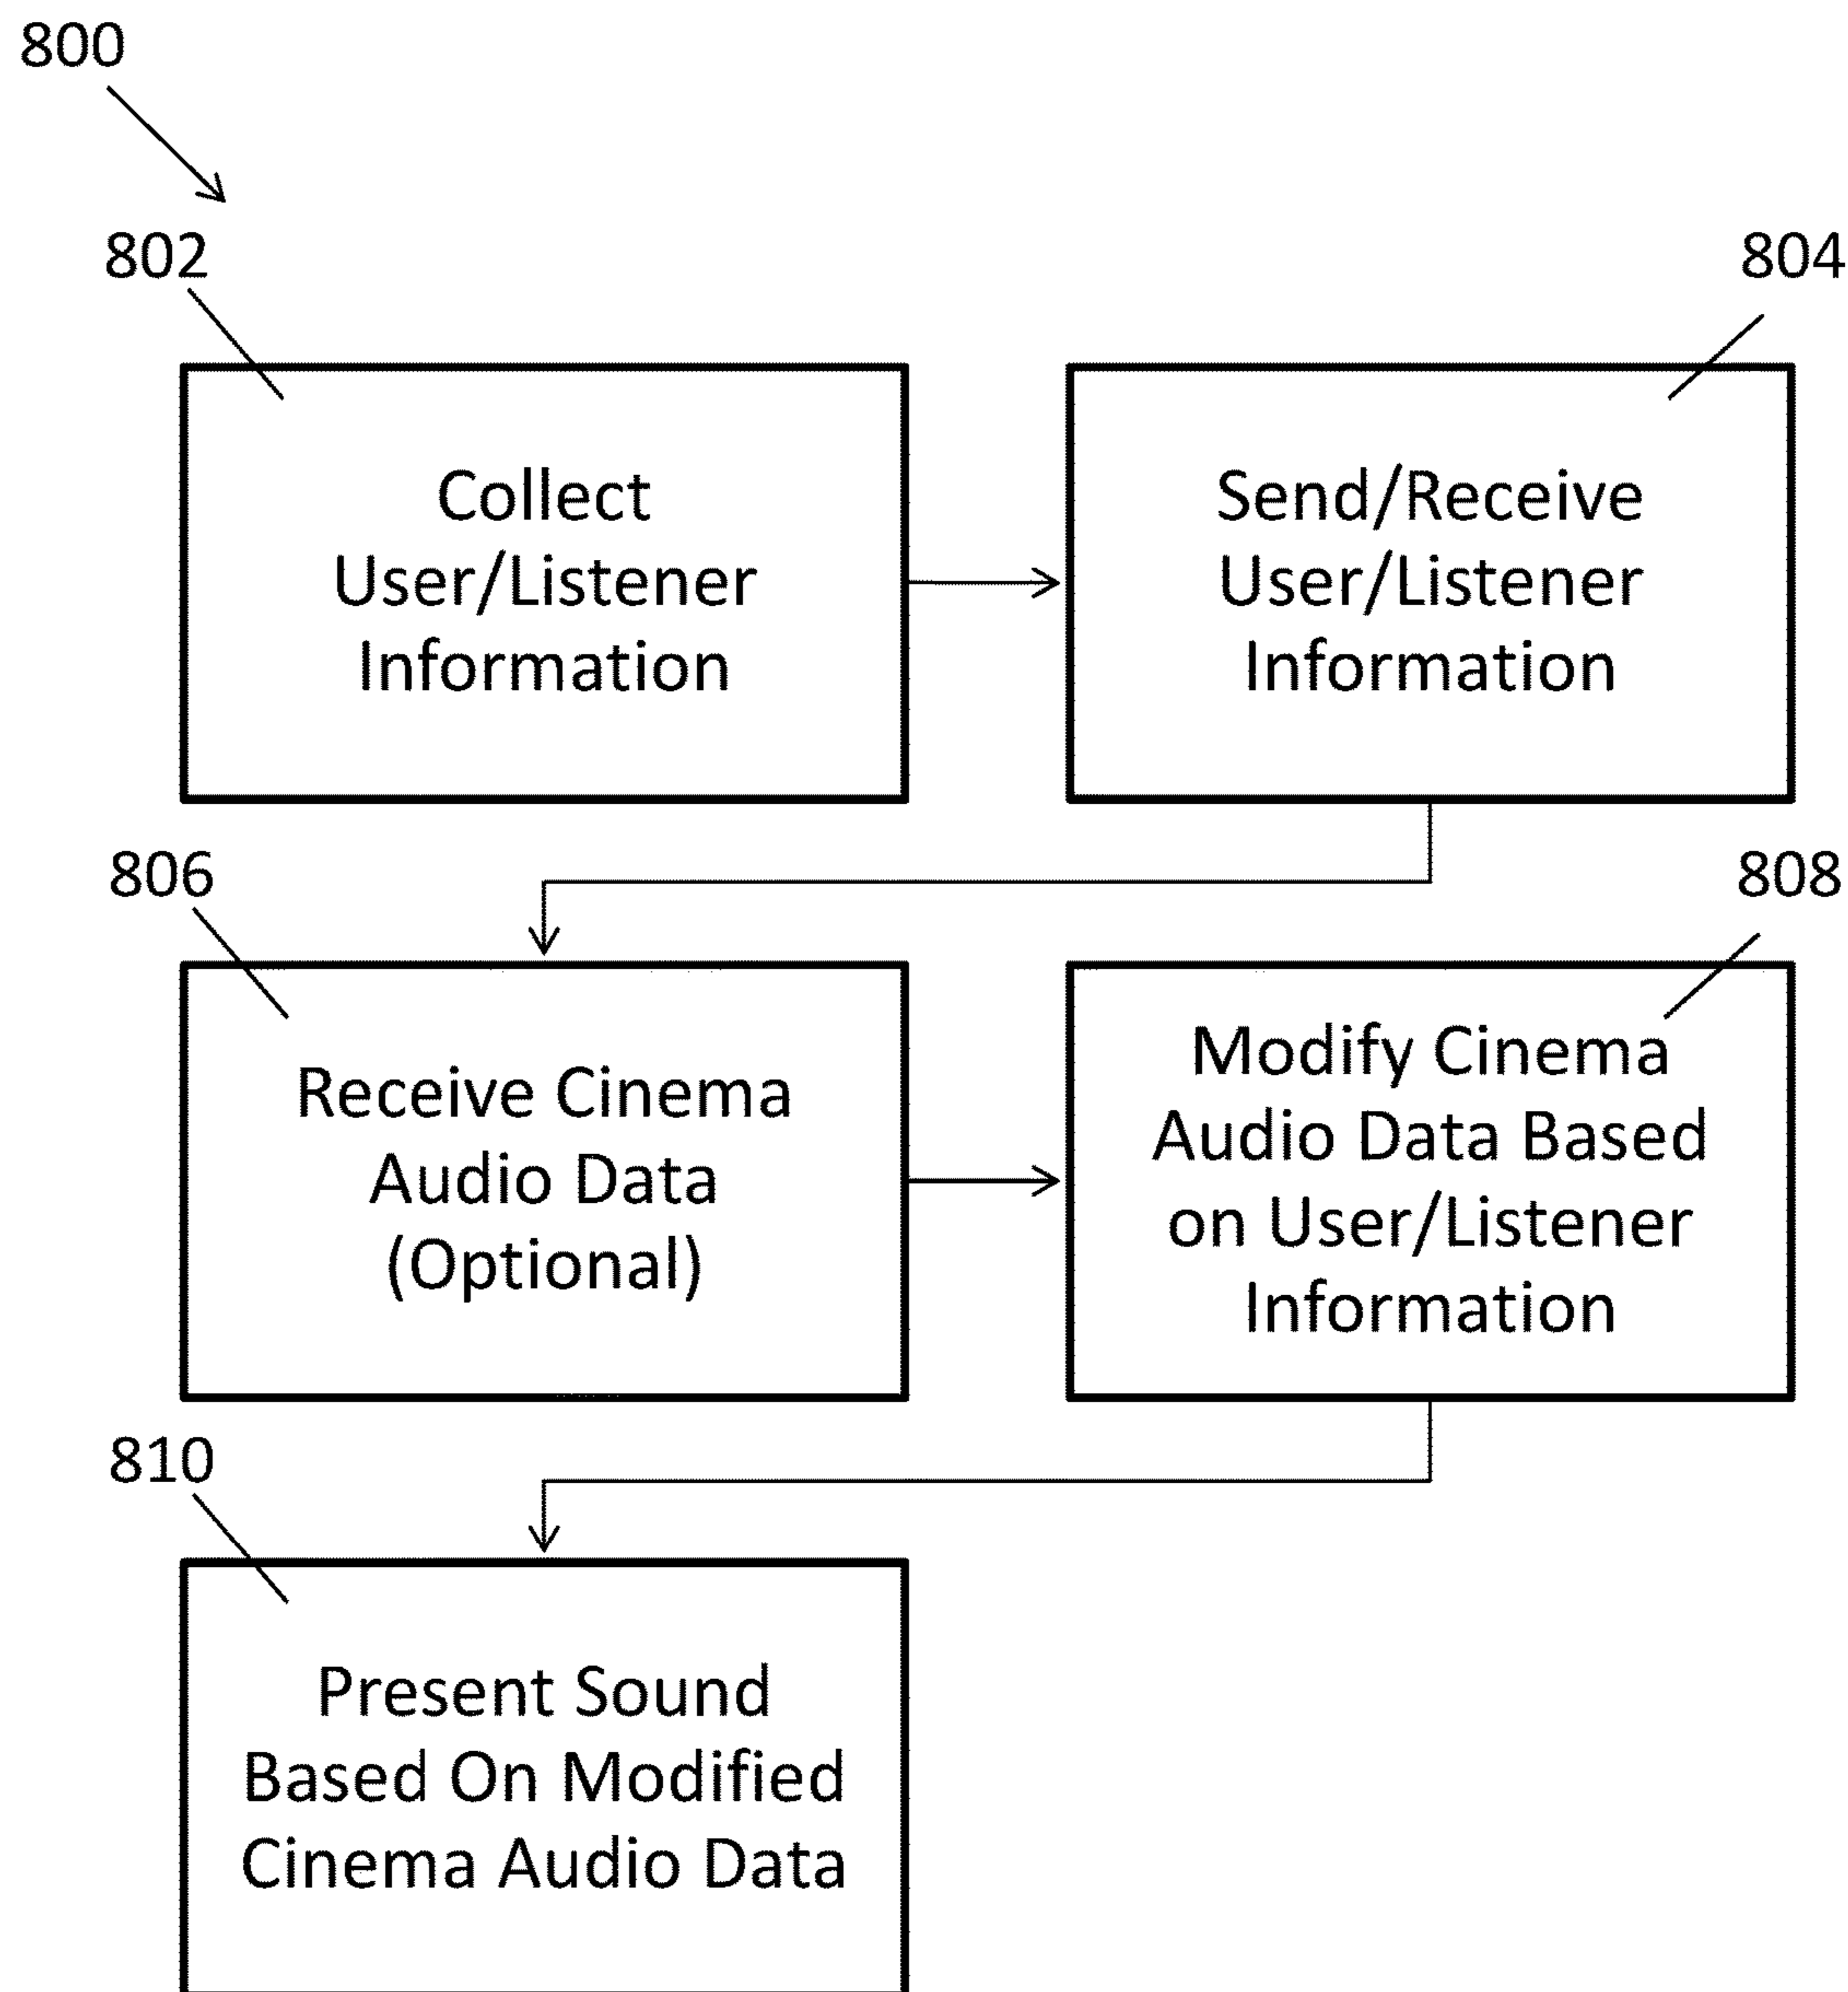 800
802
804
Collect
User/Listener
Information
Send/Receive
User/Listener
Information
806
808
Receive Cinema
Audio Data
(Optional)
Modify Cinema
Audio Data Based
on User/Listener
Information
810
Present Sound
Based On Modified
Cinema Audio Data